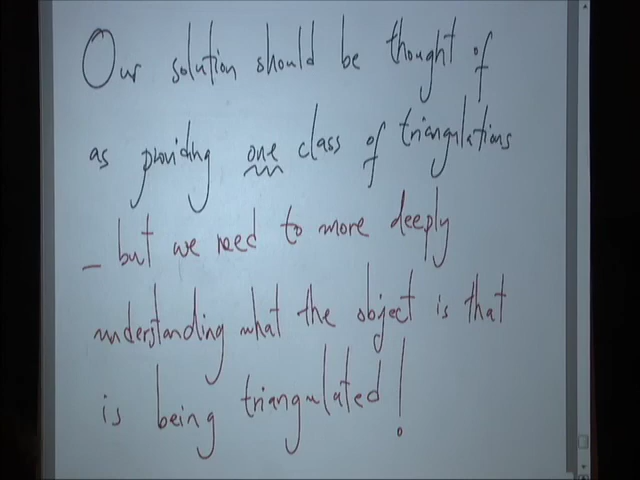 Our solution should be thought of
as providing one class of triangulations
- but we need to more deeply
understanding what the object is that
is being triangulated!